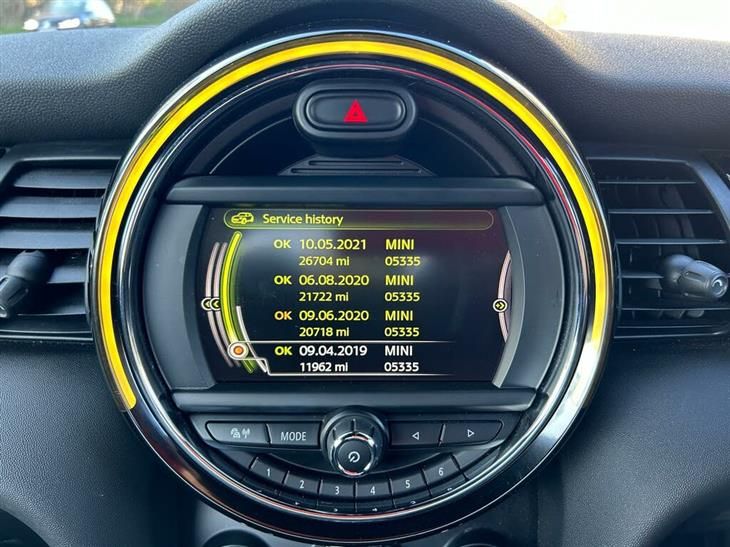 Service history
OK 10.05.2021 MINI
26704 mi 05335
OK 06.08.2020 MINI
21722 mi 05335
OK 09.06.2020 MINI
20718 mi 05335
OK 09.04.2019 MINI
11962 mi 05335
MODE
1 2 3 4 5 6